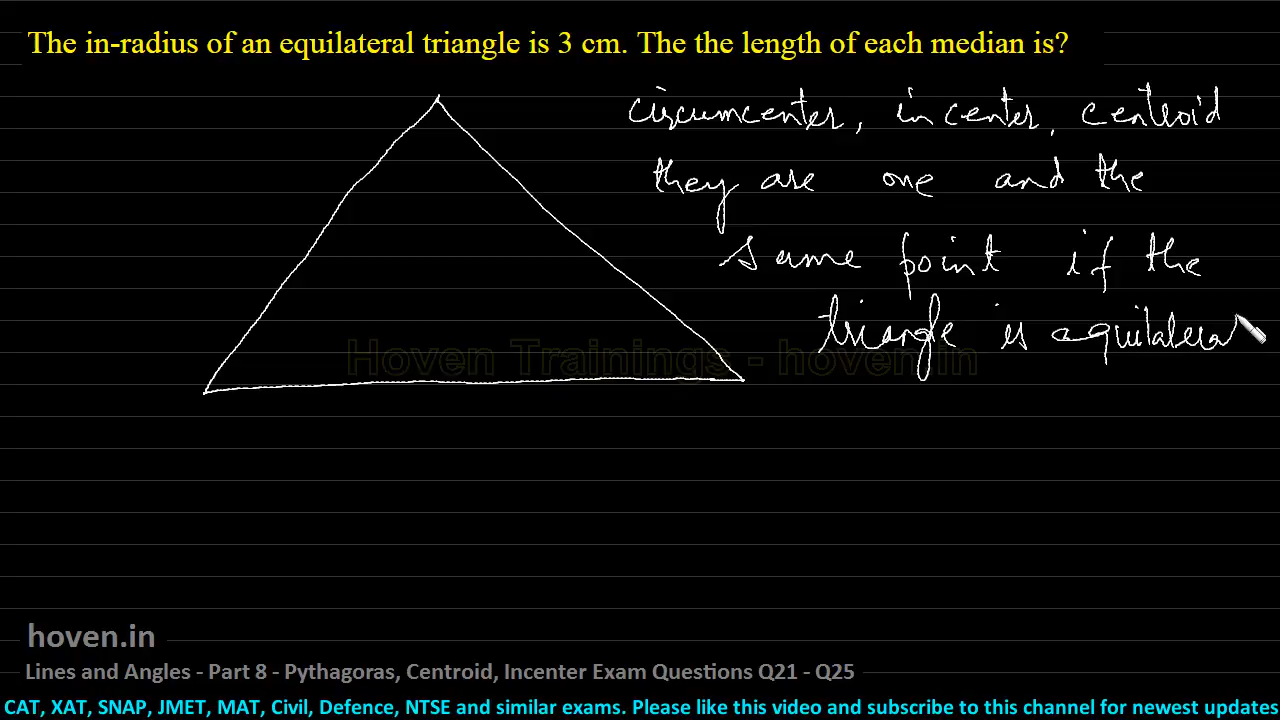 The in-radius of an equilateral triangle is 3 cm. The the length of each median is?
circumcenter, incenter, centroid
they are one and the
same point if the
triangle is equilateral
Hoven Trainings - hoven.in
hoven.in
Lines and Angles - Part 8 - Pythagoras, Centroid, Incenter Exam Questions Q21 - Q25
CAT, XAT, SNAP, JMET, MAT, Civil, Defence, NTSE and similar exams. Please like this video and subscribe to this channel for newest updates